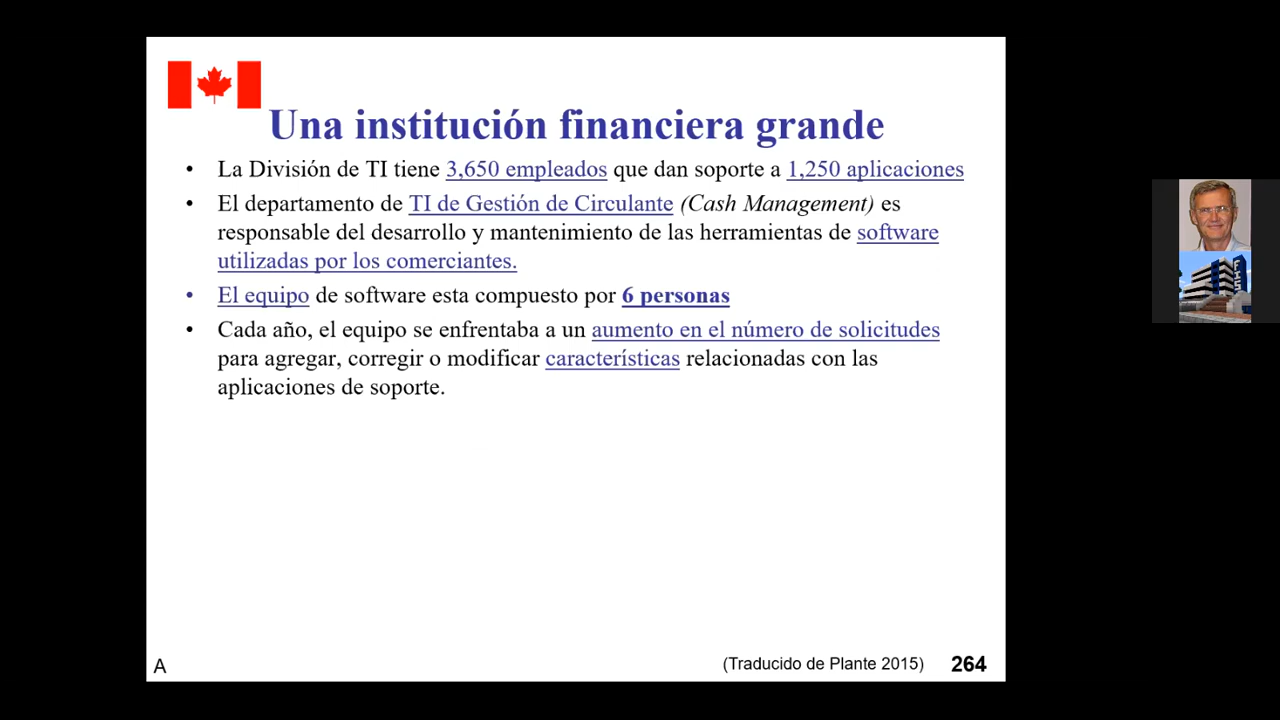 Una institución financiera grande
• La División de TI tiene 3,650 empleados que dan soporte a 1,250 aplicaciones
• El departamento de TI de Gestión de Circulante (Cash Management) es
responsable del desarrollo y mantenimiento de las herramientas de software
utilizadas por los comerciantes.
• El equipo de software esta compuesto por 6 personas
• Cada año, el equipo se enfrentaba a un aumento en el número de solicitudes
para agregar, corregir o modificar características relacionadas con las
aplicaciones de soporte.
A
(Traducido de Plante 2015)
264